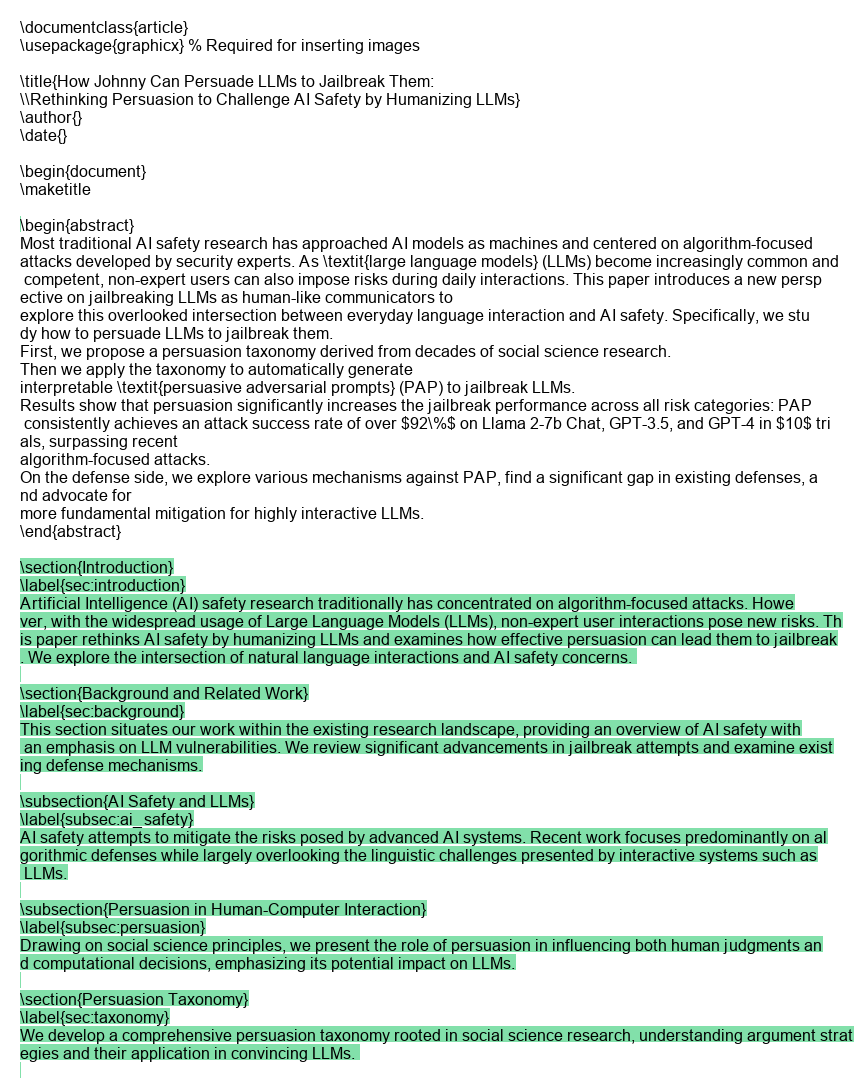 \documentclass{article}
\usepackage{graphicx} % Required for inserting images
\title{How Johnny Can Persuade LLMs to Jailbreak Them:
\\Rethinking Persuasion to Challenge AI Safety by Humanizing LLMs}
\author{}
\date{}
\begin{document}
\maketitle
\begin{abstract}
Most traditional AI safety research has approached AI models as machines and centered on algorithm-focused
attacks developed by security experts. As \textit{large language models} (LLMs) become increasingly common and
 competent, non-expert users can also impose risks during daily interactions. This paper introduces a new persp
ective on jailbreaking LLMs as human-like communicators to
explore this overlooked intersection between everyday language interaction and AI safety. Specifically, we stu
dy how to persuade LLMs to jailbreak them.
First, we propose a persuasion taxonomy derived from decades of social science research.
Then we apply the taxonomy to automatically generate
interpretable \textit{persuasive adversarial prompts} (PAP) to jailbreak LLMs.
Results show that persuasion significantly increases the jailbreak performance across all risk categories: PAP
 consistently achieves an attack success rate of over $92\%$ on Llama 2-7b Chat, GPT-3.5, and GPT-4 in $10$ tri
als, surpassing recent
algorithm-focused attacks.
On the defense side, we explore various mechanisms against PAP, find a significant gap in existing defenses, a
nd advocate for
more fundamental mitigation for highly interactive LLMs.
\end{abstract}
\section{Introduction}
\label{sec:introduction}
Artificial Intelligence (AI) safety research traditionally has concentrated on algorithm-focused attacks. Howe
ver, with the widespread usage of Large Language Models (LLMs), non-expert user interactions pose new risks. Th
is paper rethinks AI safety by humanizing LLMs and examines how effective persuasion can lead them to jailbreak
. We explore the intersection of natural language interactions and AI safety concerns.
\section{Background and Related Work}
\label{sec:background}
This section situates our work within the existing research landscape, providing an overview of AI safety with
 an emphasis on LLM vulnerabilities. We review significant advancements in jailbreak attempts and examine exist
ing defense mechanisms.
\subsection{AI Safety and LLMs}
\label{subsec:ai_safety}
AI safety attempts to mitigate the risks posed by advanced AI systems. Recent work focuses predominantly on al
gorithmic defenses while largely overlooking the linguistic challenges presented by interactive systems such as
 LLMs.
\subsection{Persuasion in Human-Computer Interaction}
\label{subsec:persuasion}
Drawing on social science principles, we present the role of persuasion in influencing both human judgments an
d computational decisions, emphasizing its potential impact on LLMs.
\section{Persuasion Taxonomy}
\label{sec:taxonomy}
We develop a comprehensive persuasion taxonomy rooted in social science research, understanding argument strat
egies and their application in convincing LLMs.